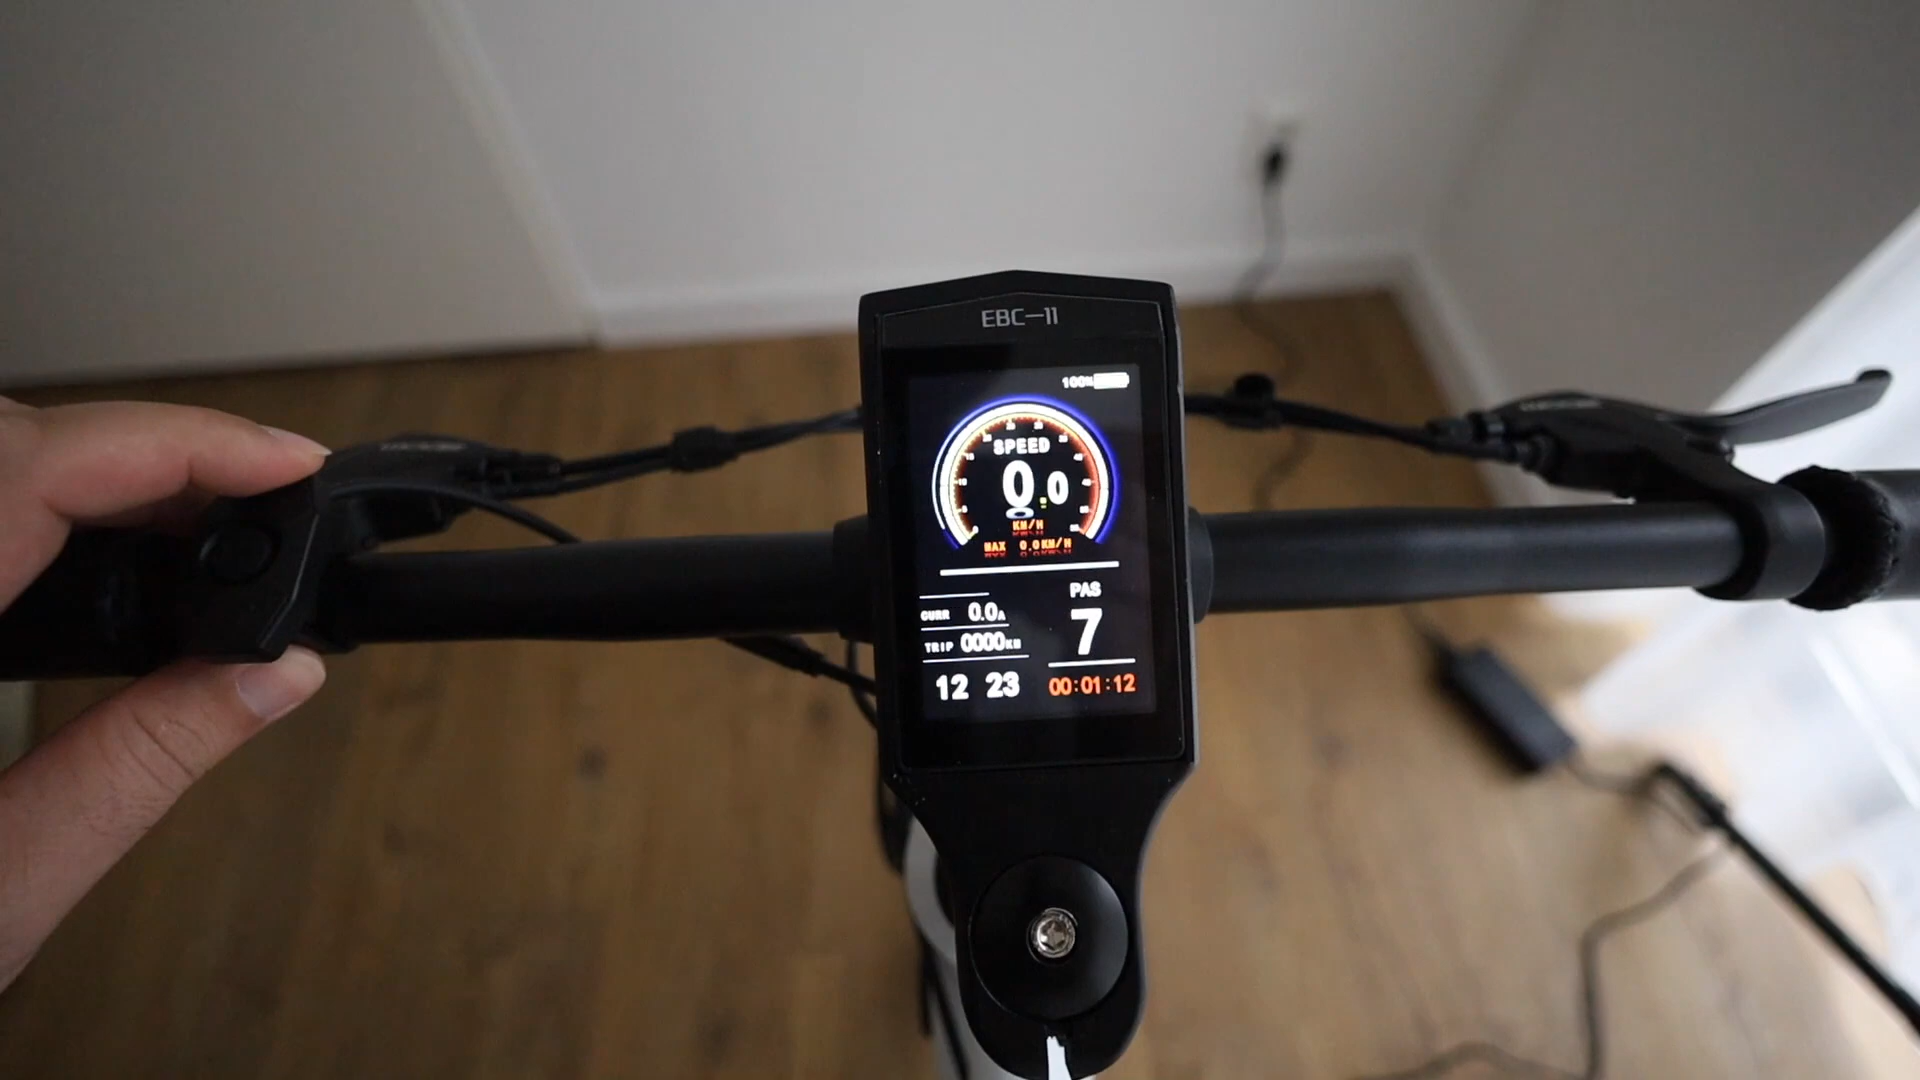 EBC-11
100%
SPEED
0.0
KM/H
MAX 0.0KM/H
PAS
CURR 0.0A
7
TRIP 0000KM
12 23
00:01:12